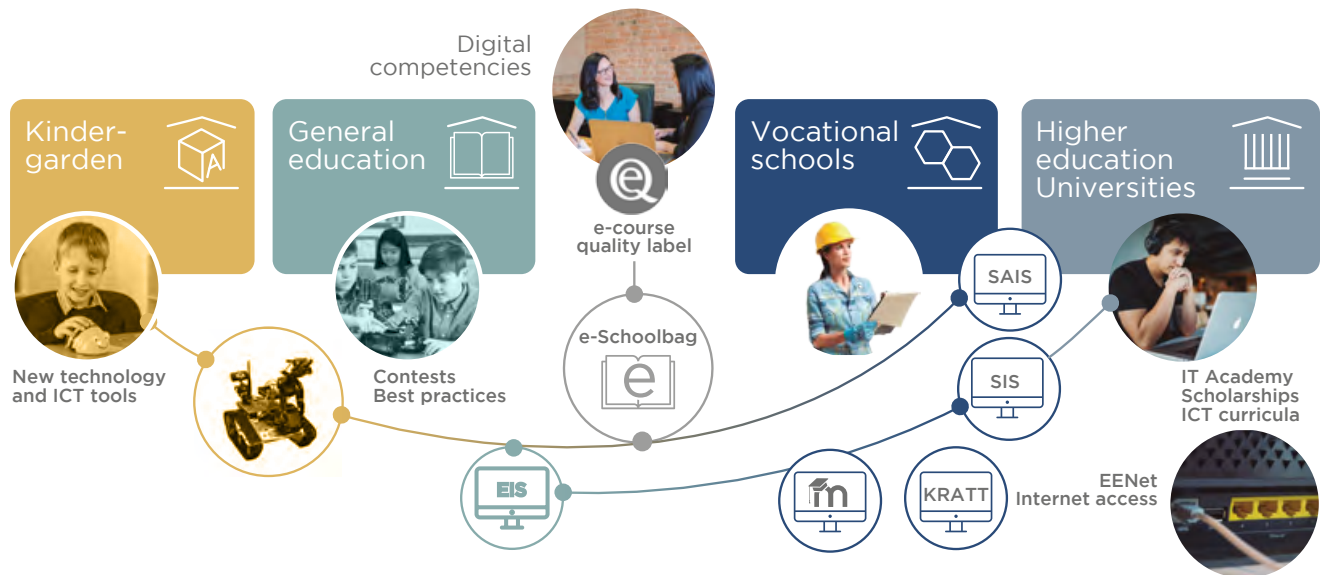 Digital
competencies
Kinder-
garden
General
education
Vocational
schools
Higher
education
Universities
A
eQ
e-course
quality label
SAIS
e-Schoolbag
e
New technology
and ICT tools
Contests
Best practices
SIS
IT Academy
Scholarships
ICT curricula
EIS
m
KRATT
EENet
Internet access